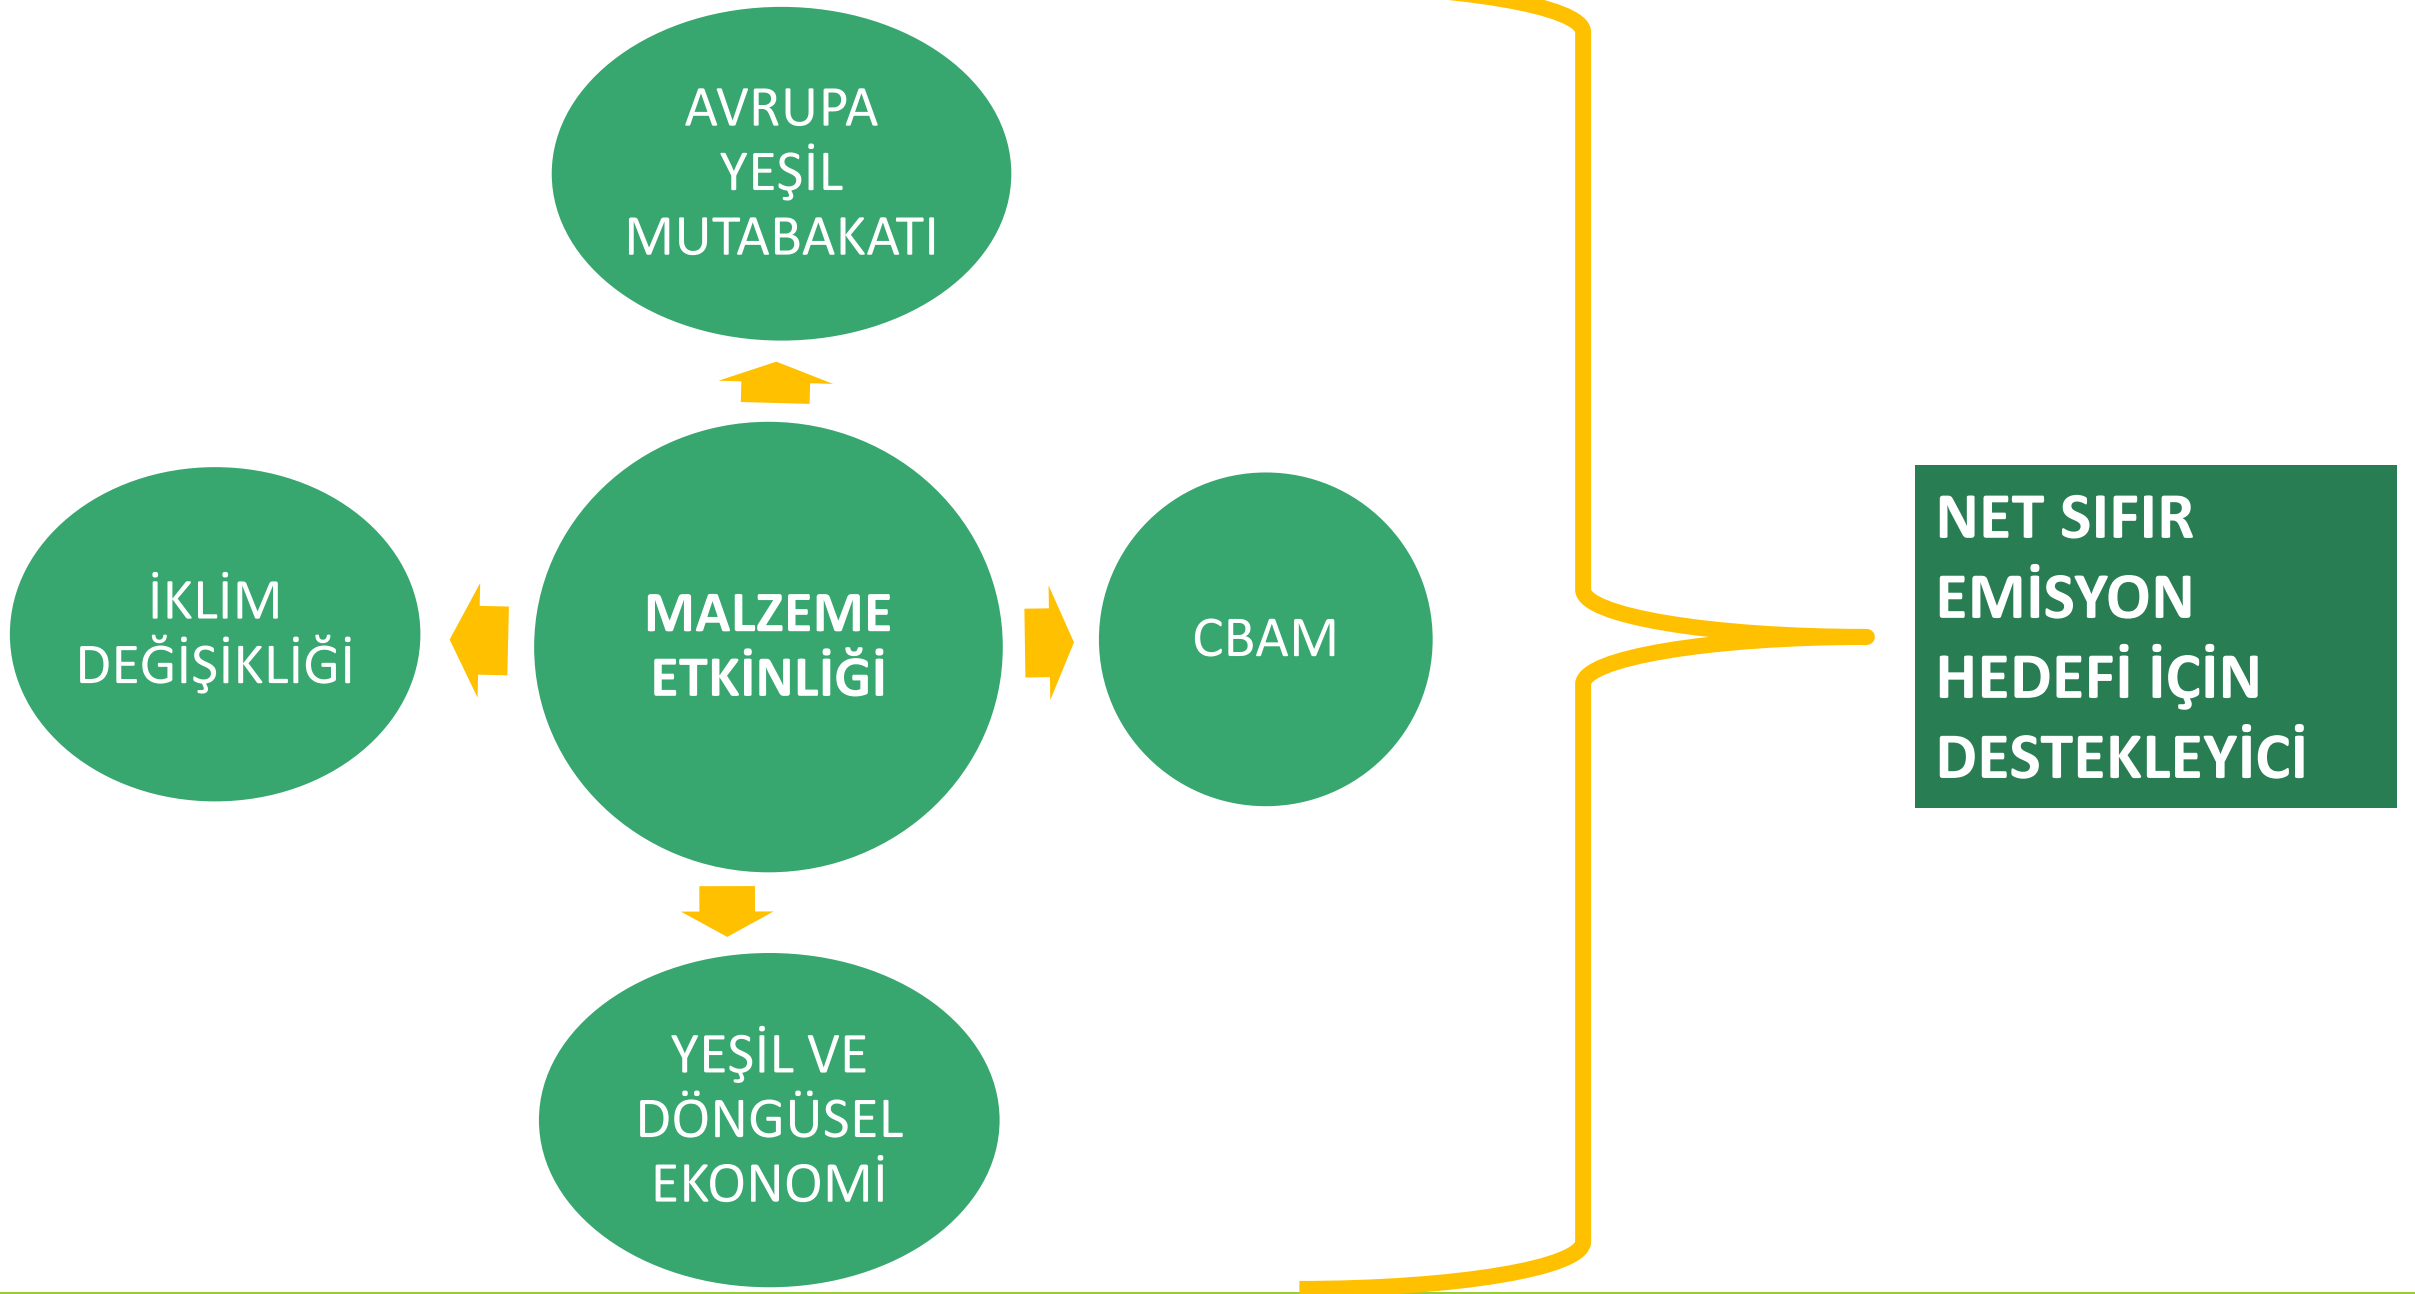 AVRUPA
YEŞİL
MUTABAKATI
İKLİM
DEĞİŞİKLİĞİ
MALZEME
ETKİNLİĞİ
CBAM
YEŞİL VE
DÖNGÜSEL
EKONOMİ
NET SIFIR
EMİSYON
HEDEFİ İÇİN
DESTEKLEYİCİ